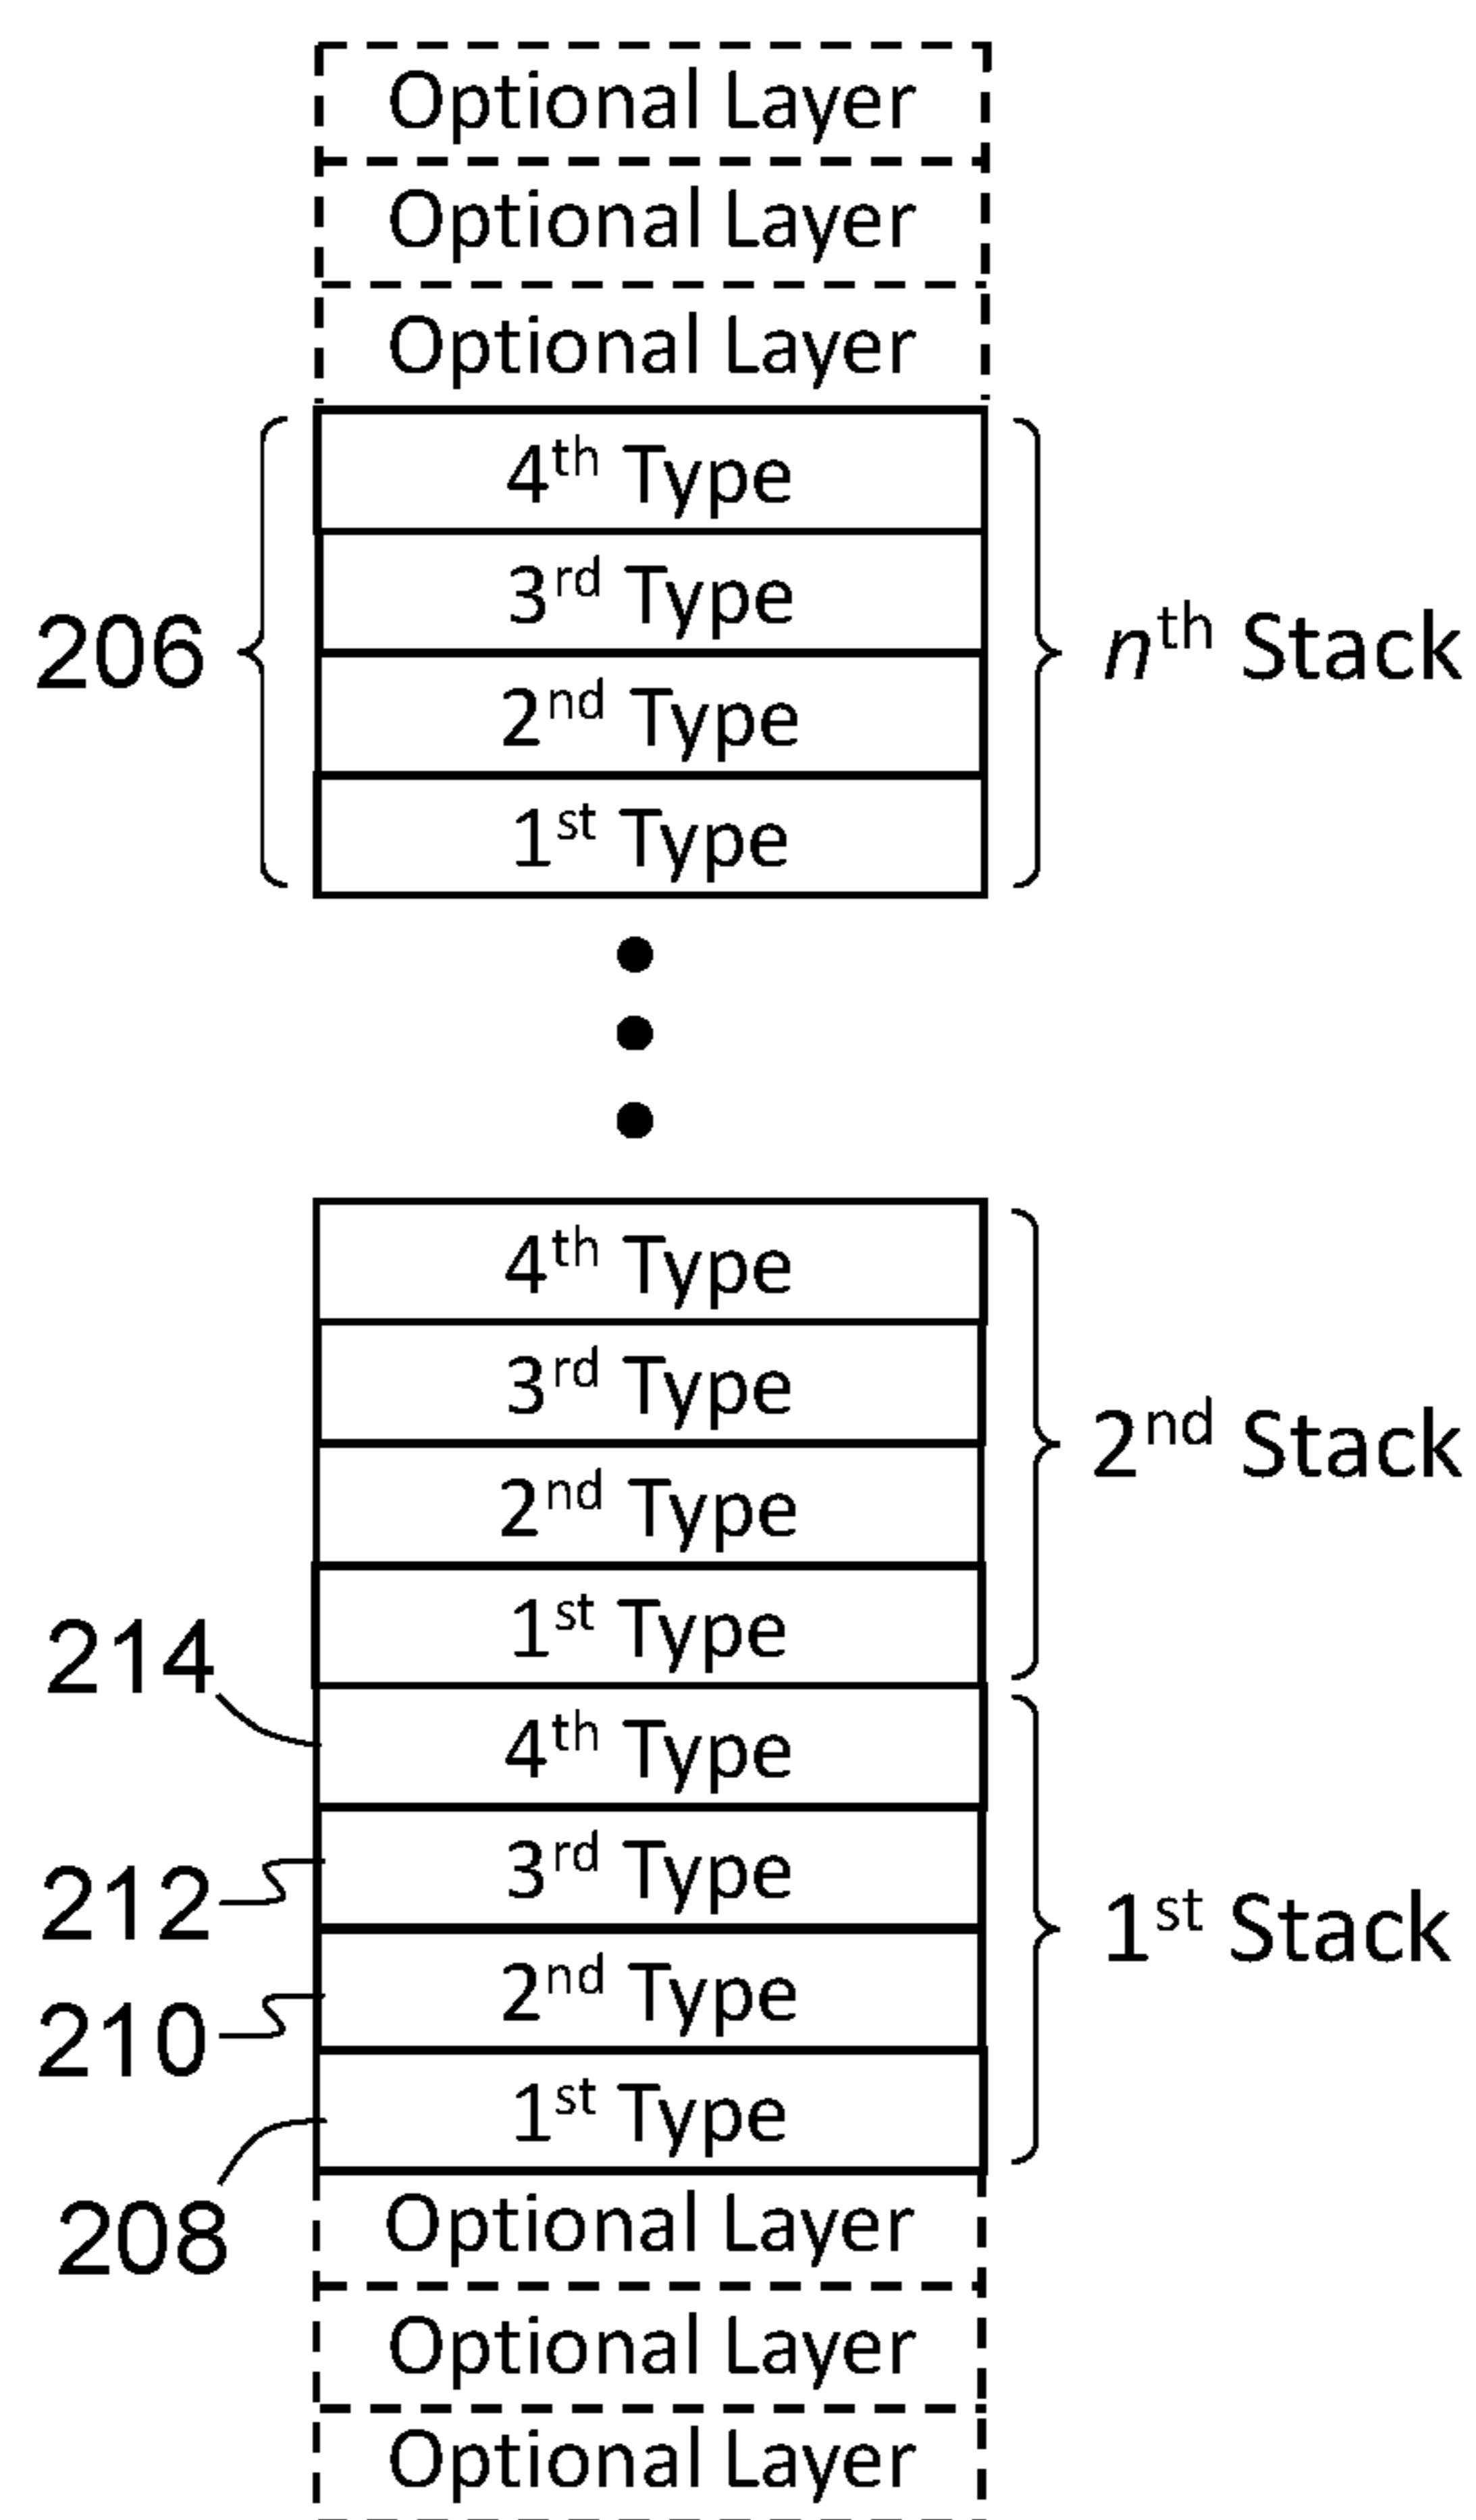 Optional Layer
Optional Layer
Optional Layer
4th Type
3rd Type
206
nth Stack
2nd Type
1st Type
4th Type
3rd Type
2nd Stack
2nd Type
1st Type
214
4th Type
3rd Type
212
1st Stack
2nd Type
210
1st Type
208
Optional Layer
Optional Layer
Optional Layer